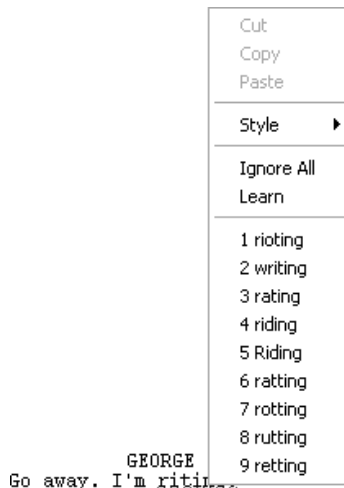 Cut
Copy
Paste
Style
Ignore All
Learn
1 rioting
2 writing
3 rating
4 riding
5 Riding
6 ratting
7 rotting
8 rutting
9 retting
GEORGE
Go away. I'm riting